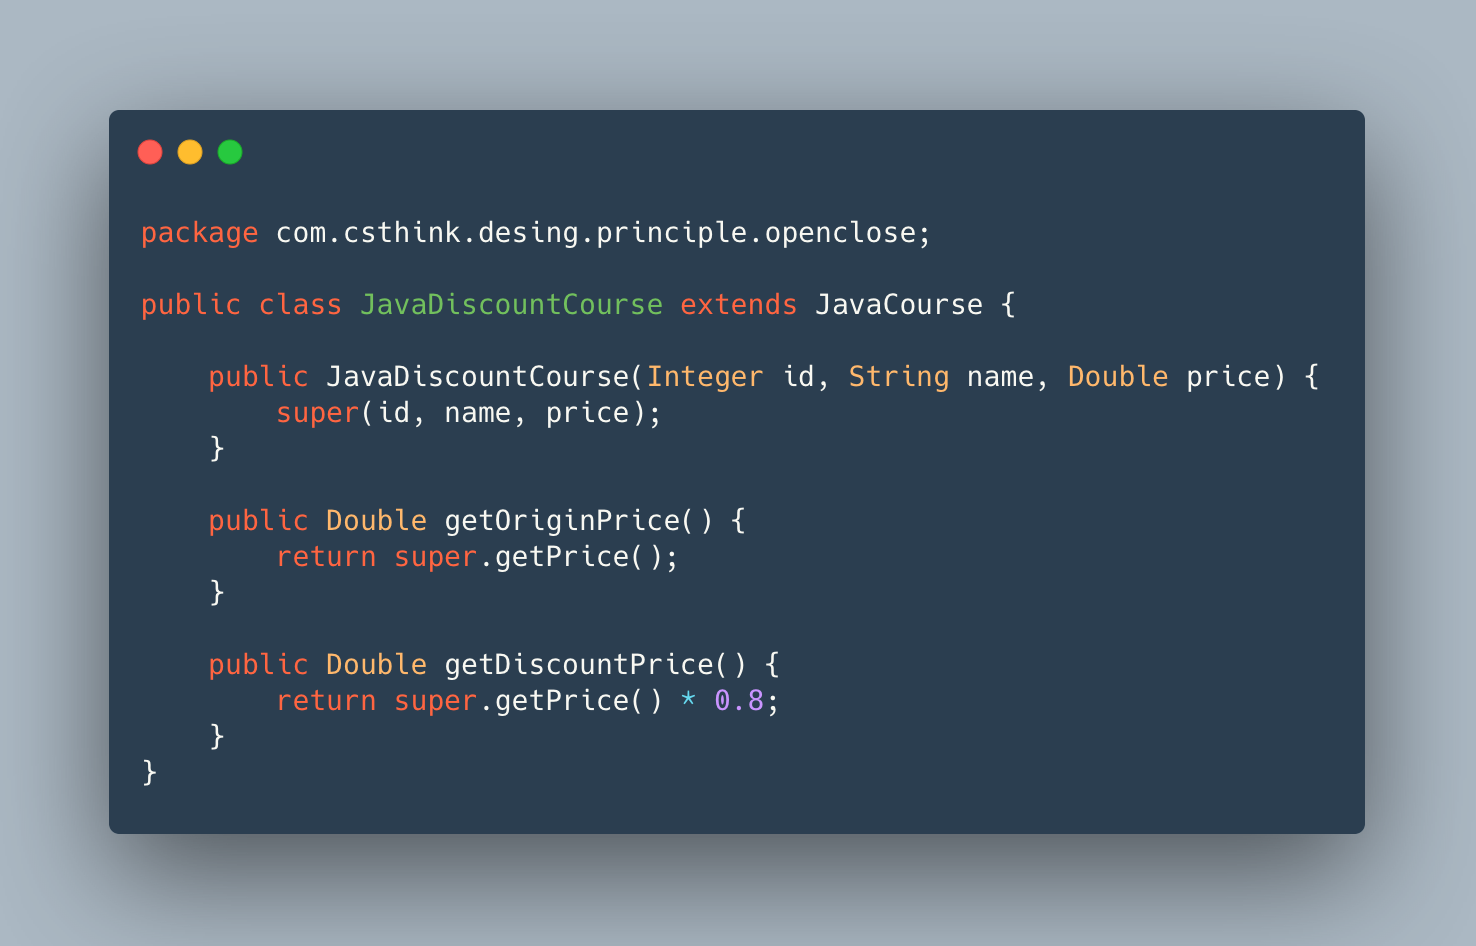 package com.csthink.desing.principle.openclose;
public class JavaDiscountCourse extends JavaCourse {
    public JavaDiscountCourse(Integer id, String name, Double price) {
        super(id, name, price);
    }
    public Double getOriginPrice() {
        return super.getPrice();
    }
    public Double getDiscountPrice() {
        return super.getPrice() * 0.8;
    }
}